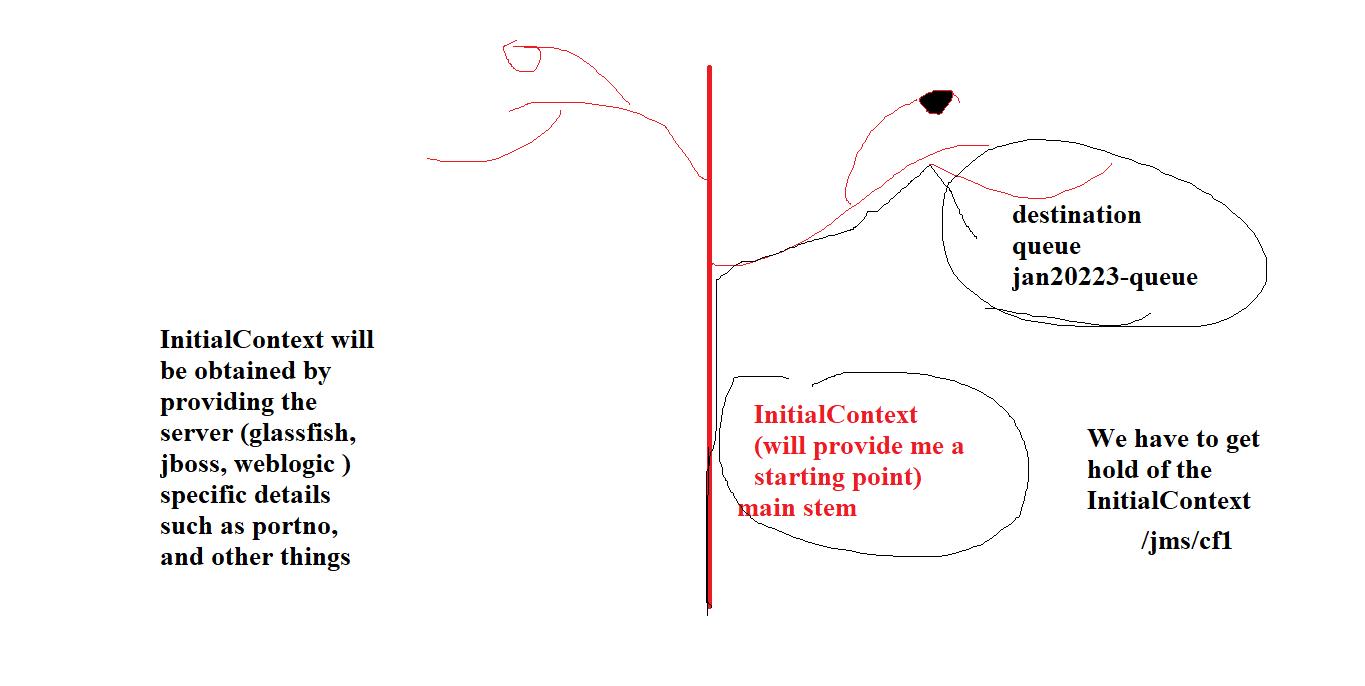 destination
queue
jan20223-queue
InitialContext will
be obtained by
providing the
server (glassfish,
jboss, weblogic )
specific details
such as portno,
and other things
InitialContext
(will provide me a
starting point)
main stem
We have to get
hold of the
InitialContext
/jms/cf1